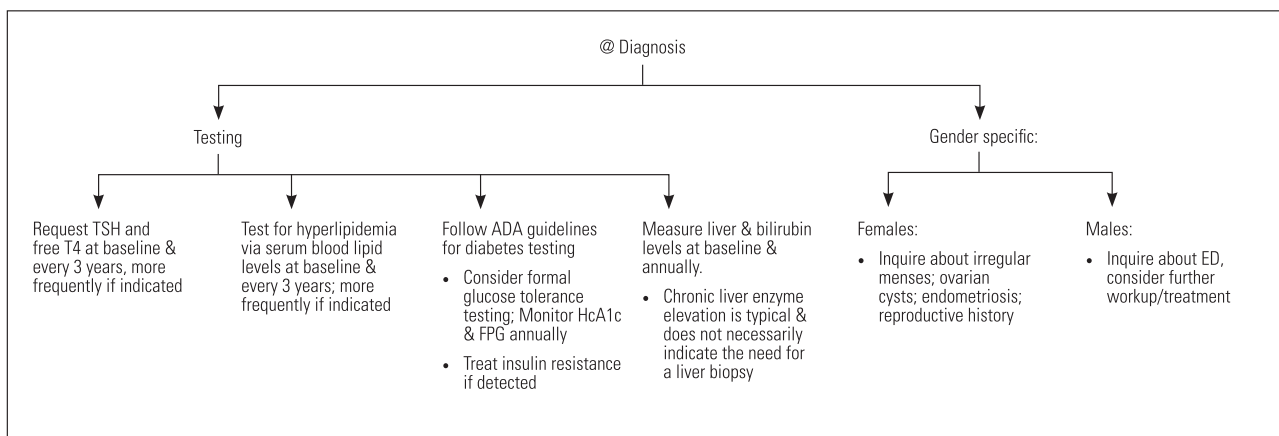 @ Diagnosis
Testing
Gender specific:
Request TSH and
free T4 at baseline &
every 3 years, more
frequently if indicated
Test for hyperlipidemia
via serum blood lipid
levels at baseline &
every 3 years; more
frequently if indicated
Follow ADA guidelines
for diabetes testing
• Consider formal
glucose tolerance
testing; Monitor HcA1c
& FPG annually
• Treat insulin resistance
if detected
Measure liver & bilirubin
levels at baseline &
annually.
• Chronic liver enzyme
elevation is typical &
does not necessarily
indicate the need for
a liver biopsy
Females:
• Inquire about irregular
menses; ovarian
cysts; endometriosis;
reproductive history
Males:
• Inquire about ED,
consider further
workup/treatment